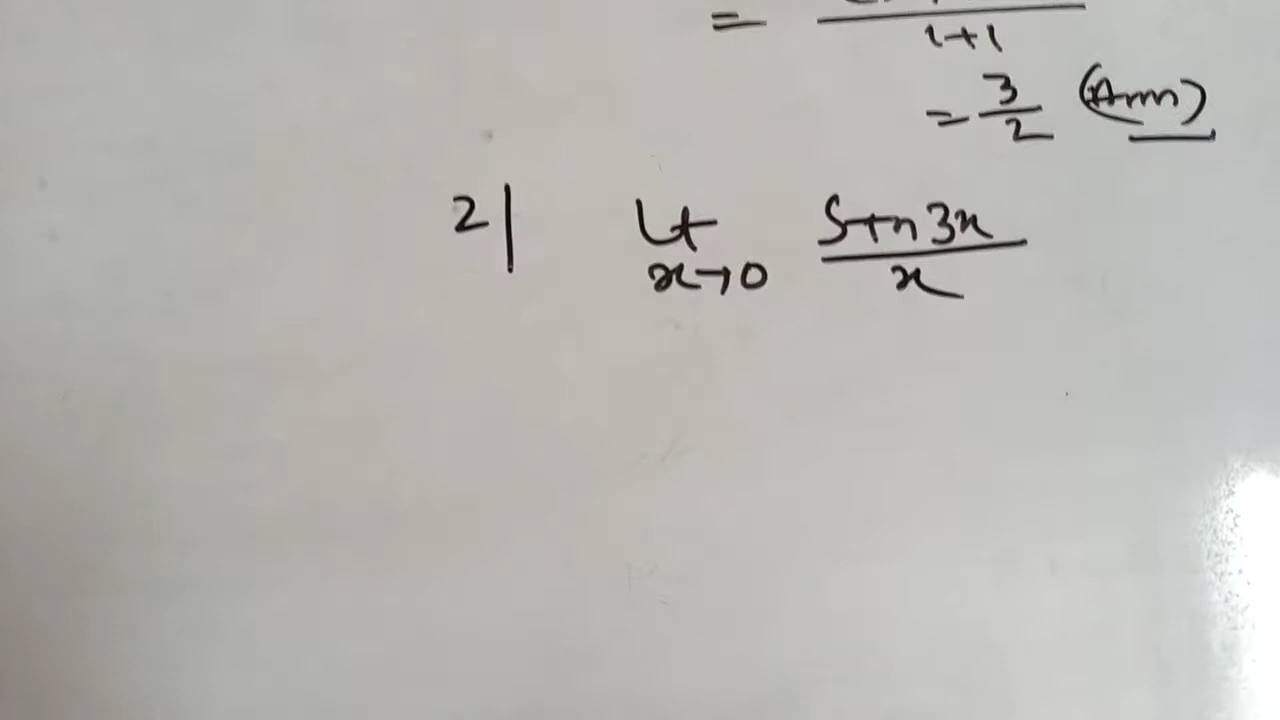 = 1+1
= 3/2 (Ans)
2| Lt x→0 Sin3x/x